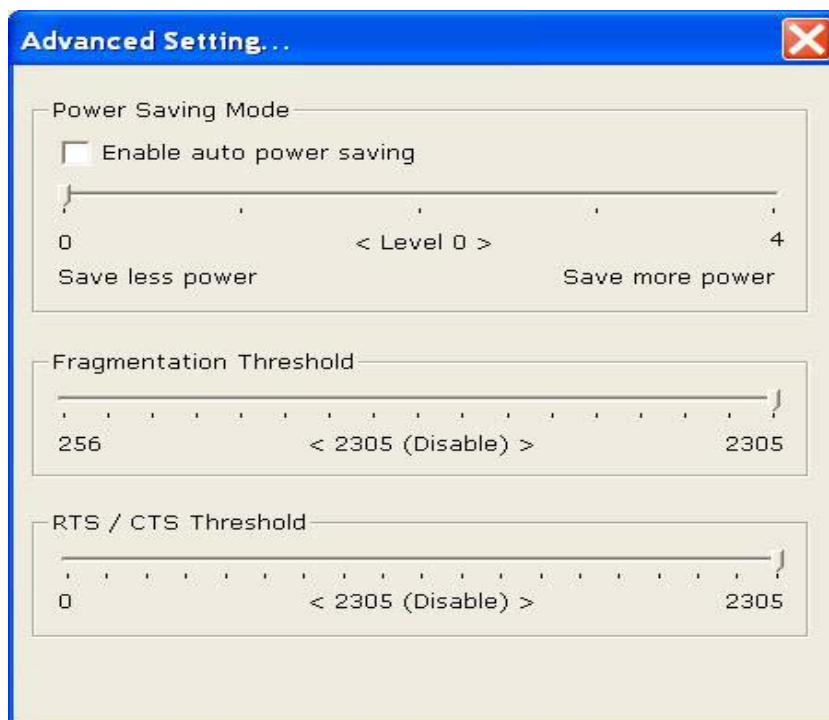 Advanced Setting...
Power Saving Mode
Enable auto power saving
0 < Level 0 > 4
Save less power Save more power
Fragmentation Threshold
256 < 2305 (Disable) > 2305
RTS / CTS Threshold
0 < 2305 (Disable) > 2305